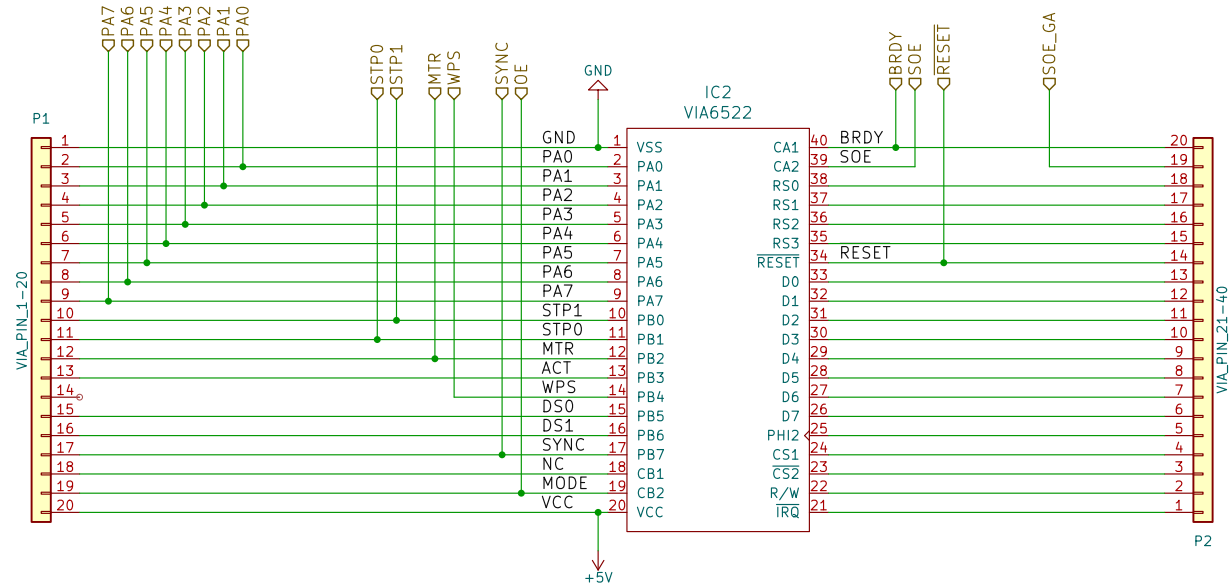 PA7
PA6
PA5
PA4
PA3
PA2
PA1
PA0
STP0
STP1
MTR
WPS
SYNC
OE
GND
BRDY
SOE
RESET
SOE_GA
IC2
VIA6522
P1
VIA_PIN_1-20
1 GND 1 VSS CA1 40 BRDY 20
2 PA0 2 PA0 CA2 39 SOE 19
3 PA1 3 PA1 RS0 38 18
4 PA2 4 PA2 RS1 37 17
5 PA3 5 PA3 RS2 36 16
6 PA4 6 PA4 RS3 35 15
7 PA5 7 PA5 RESET 34 RESET 14
8 PA6 8 PA6 D0 33 13
9 PA7 9 PA7 D1 32 12
10 STP1 10 PB0 D2 31 11
11 STP0 11 PB1 D3 30 10
12 MTR 12 PB2 D4 29 9
13 ACT 13 PB3 D5 28 8
14 WPS 14 PB4 D6 27 7
15 DS0 15 PB5 D7 26 6
16 DS1 16 PB6 PHI2 25 5
17 SYNC 17 PB7 CS1 24 4
18 NC 18 CB1 CS2 23 3
19 MODE 19 CB2 R/W 22 2
20 VCC 20 VCC IRQ 21 1
VIA_PIN_21-40
P2
+5V